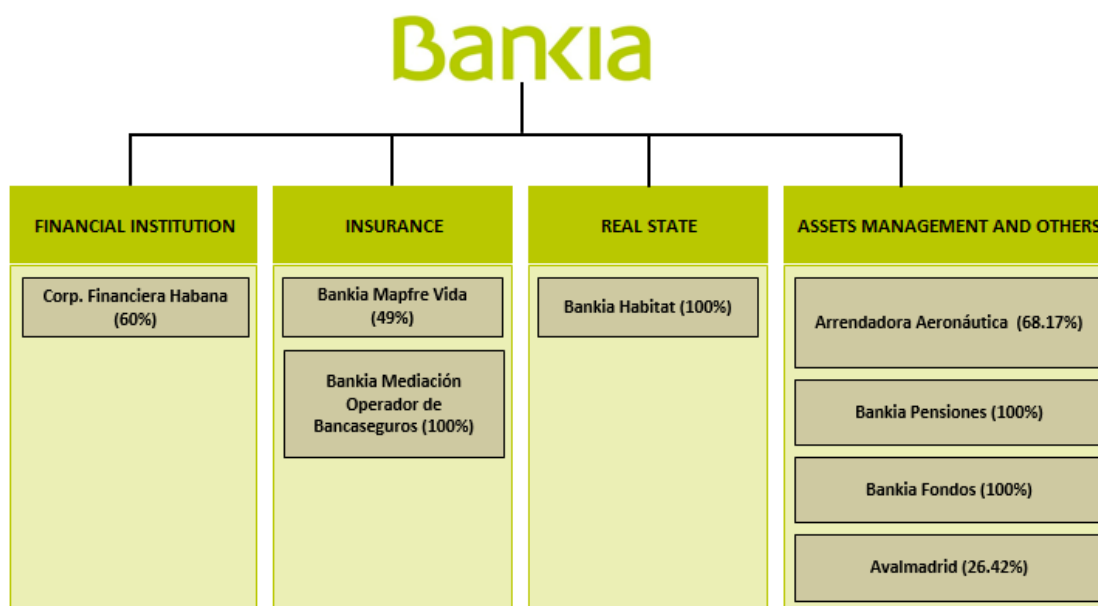 Bankia
FINANCIAL INSTITUTION
Corp. Financiera Habana
(60%)
INSURANCE
Bankia Mapfre Vida
(49%)
Bankia Mediación
Operador de
Bancaseguros (100%)
REAL STATE
Bankia Habitat (100%)
ASSETS MANAGEMENT AND OTHERS
Arrendadora Aeronáutica (68.17%)
Bankia Pensiones (100%)
Bankia Fondos (100%)
Avalmadrid (26.42%)